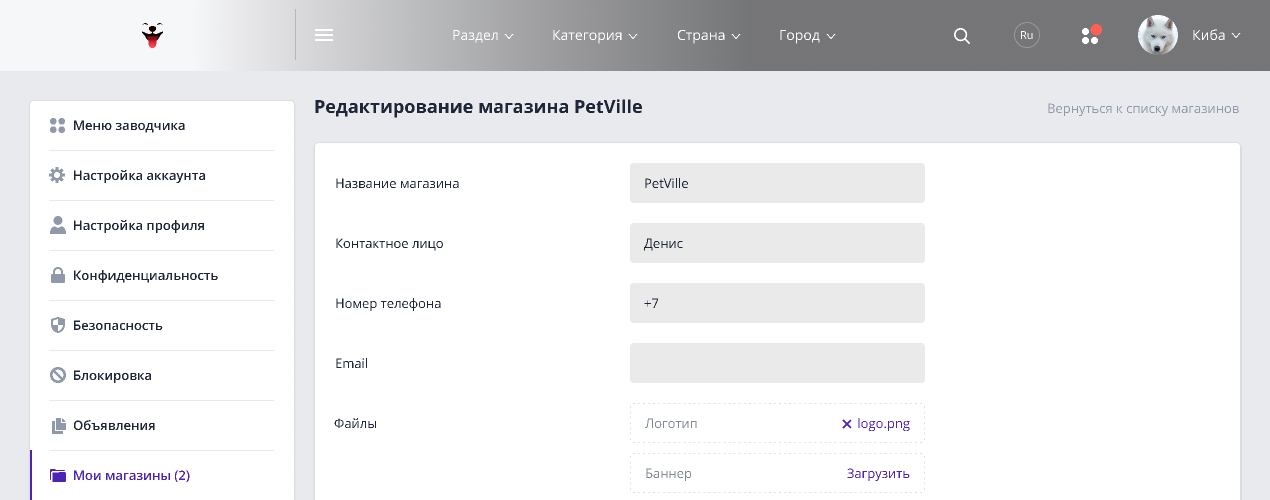 Раздел Категория Страна Город Ru Киба
Меню заводчика
Настройка аккаунта
Настройка профиля
Конфиденциальность
Безопасность
Блокировка
Объявления
Мои магазины (2)
Редактирование магазина PetVille
Вернуться к списку магазинов
Название магазина PetVille
Контактное лицо Денис
Номер телефона +7
Email
Файлы Логотип logo.png
Баннер Загрузить